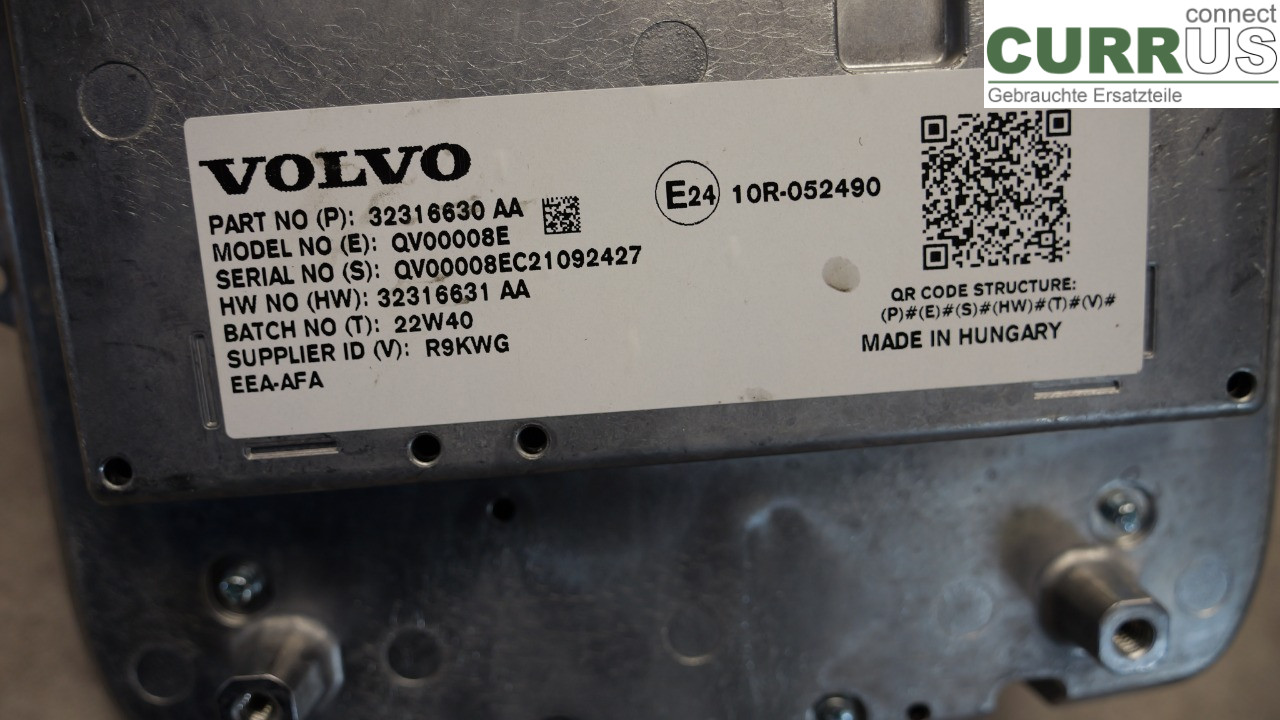 connect
CURRUS
Gebrauchte Ersatzteile
VOLVO
PART NO (P): 32316630 AA
MODEL NO (E): QV00008E
SERIAL NO (S): QV00008EC21092427
HW NO (HW): 32316631 AA
BATCH NO (T): 22W40
SUPPLIER ID (V): R9KWG
EEA-AFA
E24 10R-052490
QR CODE STRUCTURE:
(P)#(E)#(S)#(HW)#(T)#(V)#
MADE IN HUNGARY